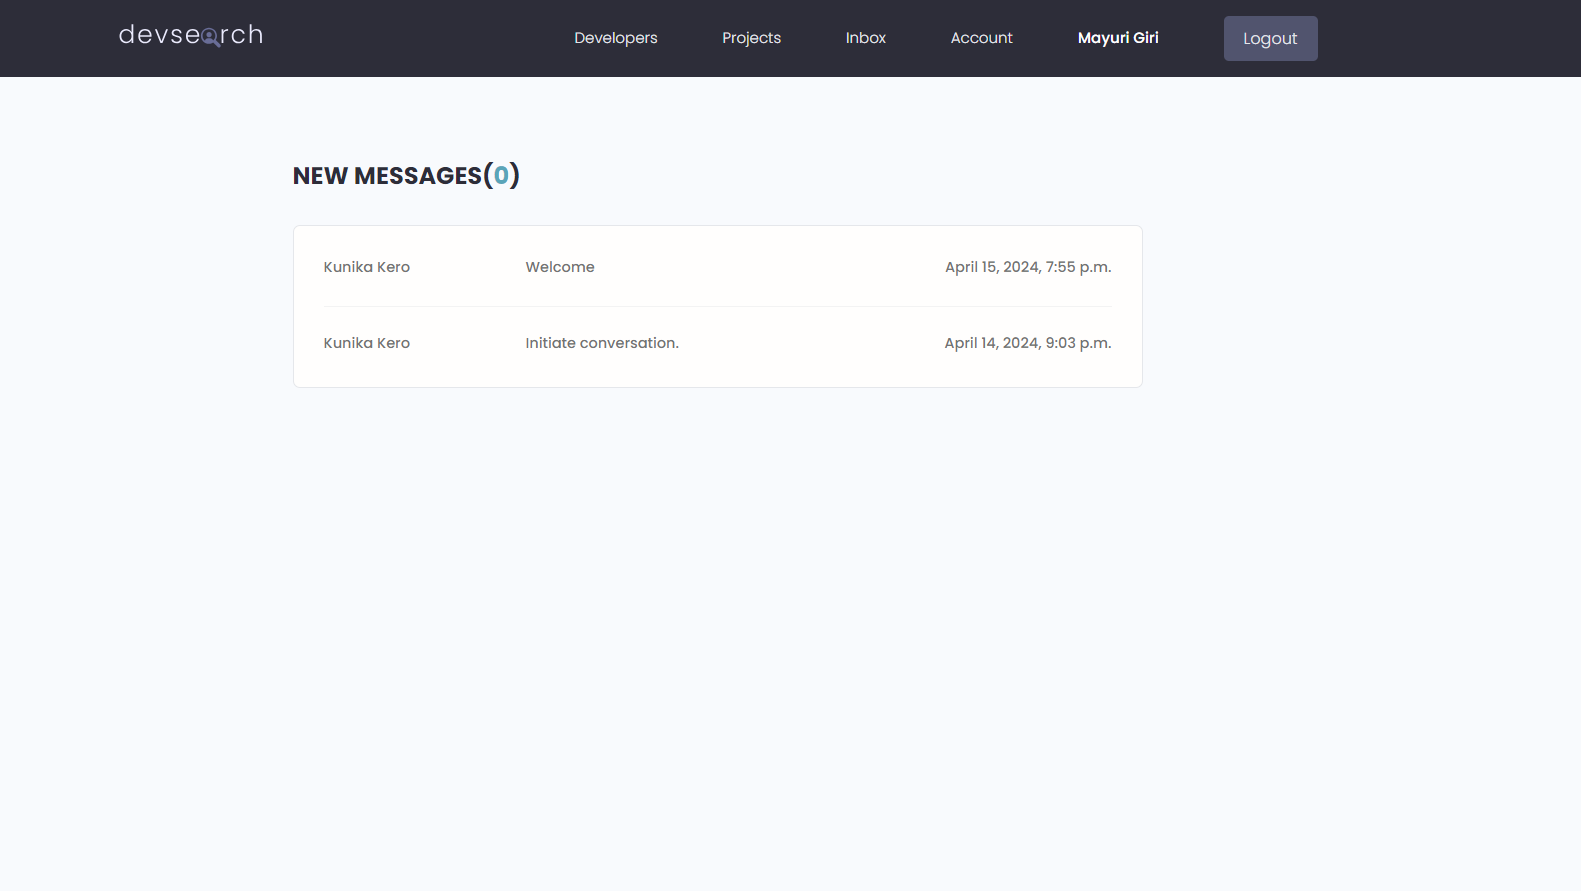 devsearch Developers Projects Inbox Account Mayuri Giri Logout
NEW MESSAGES(0)
Kunika Kero Welcome April 15, 2024, 7:55 p.m.
Kunika Kero Initiate conversation. April 14, 2024, 9:03 p.m.